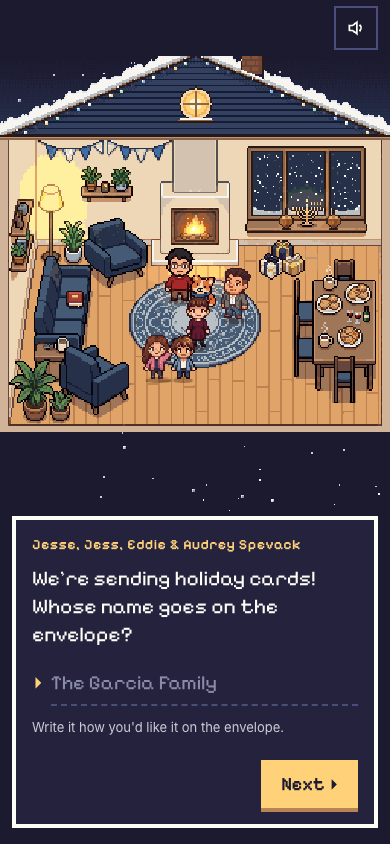 Jesse, Jess, Eddie & Audrey Spevack
We're sending holiday cards!
Whose name goes on the
envelope?
The Garcia Family
Write it how you'd like it on the envelope.
Next